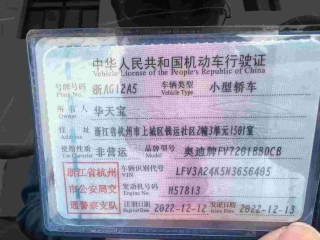 中华人民共和国机动车行驶证
Vehicle License of the People's Republic of China
号牌号码 浙AG12A5 车辆类型 小型轿车
Plate No. Vehicle Type
所有人 华天宝
Owner
住址 浙江省杭州市上城区钱运社区2幢3单元1501室
Address
使用性质 非营运 品牌型号 奥迪牌FV7201BBDCB
Use Character Model
浙江省杭州市公安局交通警察支队
车辆识别代号 LFV3A24K5N3656405
VIN
发动机号码 H57813
Engine No.
注册日期 2022-12-12 发证日期 2022-12-13
Register Date Issue Date